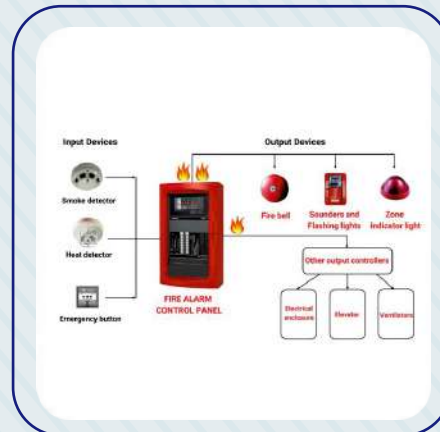 Input Devices
Output Devices
Smoke detector
Heat detector
Emergency button
FIRE ALARM
CONTROL PANEL
Fire bell
Sounders and
Flashing lights
Zone
indicator light
Other output controllers
Electrical
enclosure
Elevator
Ventilators